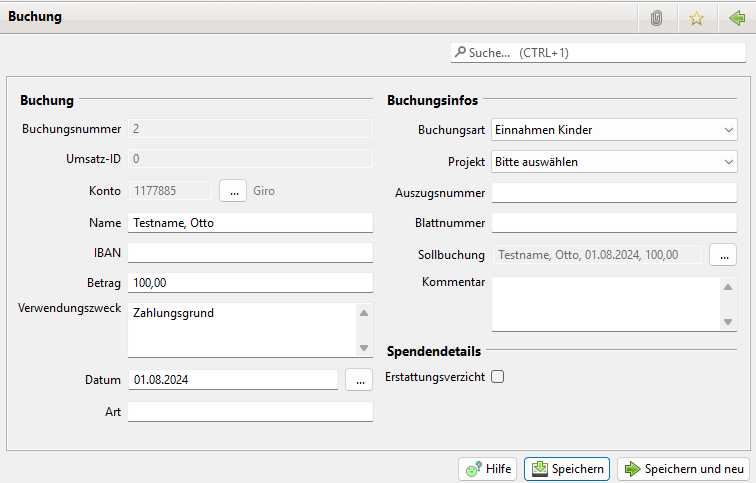 Buchung
Suche... (CTRL+1)
Buchung
Buchungsnummer 2
Umsatz-ID 0
Konto 1177885 ... Giro
Name Testname, Otto
IBAN
Betrag 100,00
Verwendungszweck Zahlungsgrund
Datum 01.08.2024 ...
Art
Buchungsinfos
Buchungsart Einnahmen Kinder
Projekt Bitte auswählen
Auszugsnummer
Blattnummer
Sollbuchung Testname, Otto, 01.08.2024, 100,00 ...
Kommentar
Spendendetails
Erstattungsverzicht
Hilfe Speichern Speichern und neu